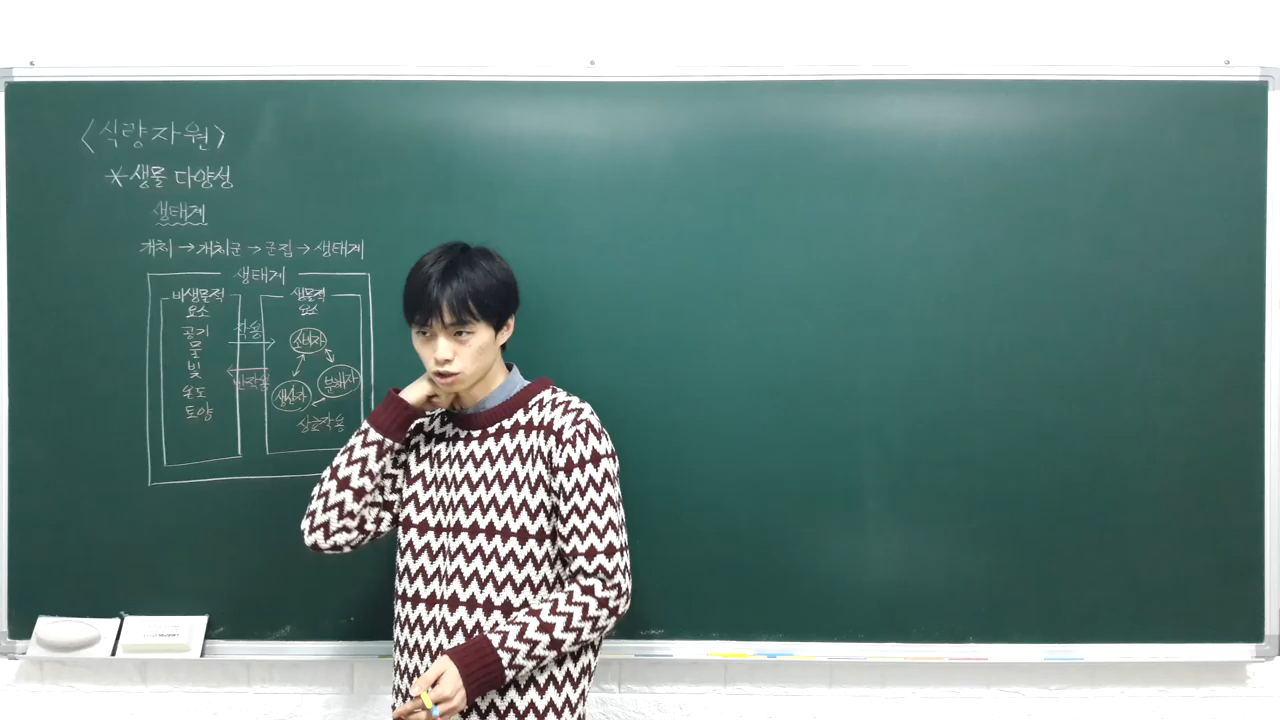 <식량자원>
*생물 다양성
생태계
개체→개체군→군집→생태계
생태계
비생물적
요소
공기
물
빛
온도
토양
작용
반작용
생물적
요소
소비자
분해자
생산자
상호작용